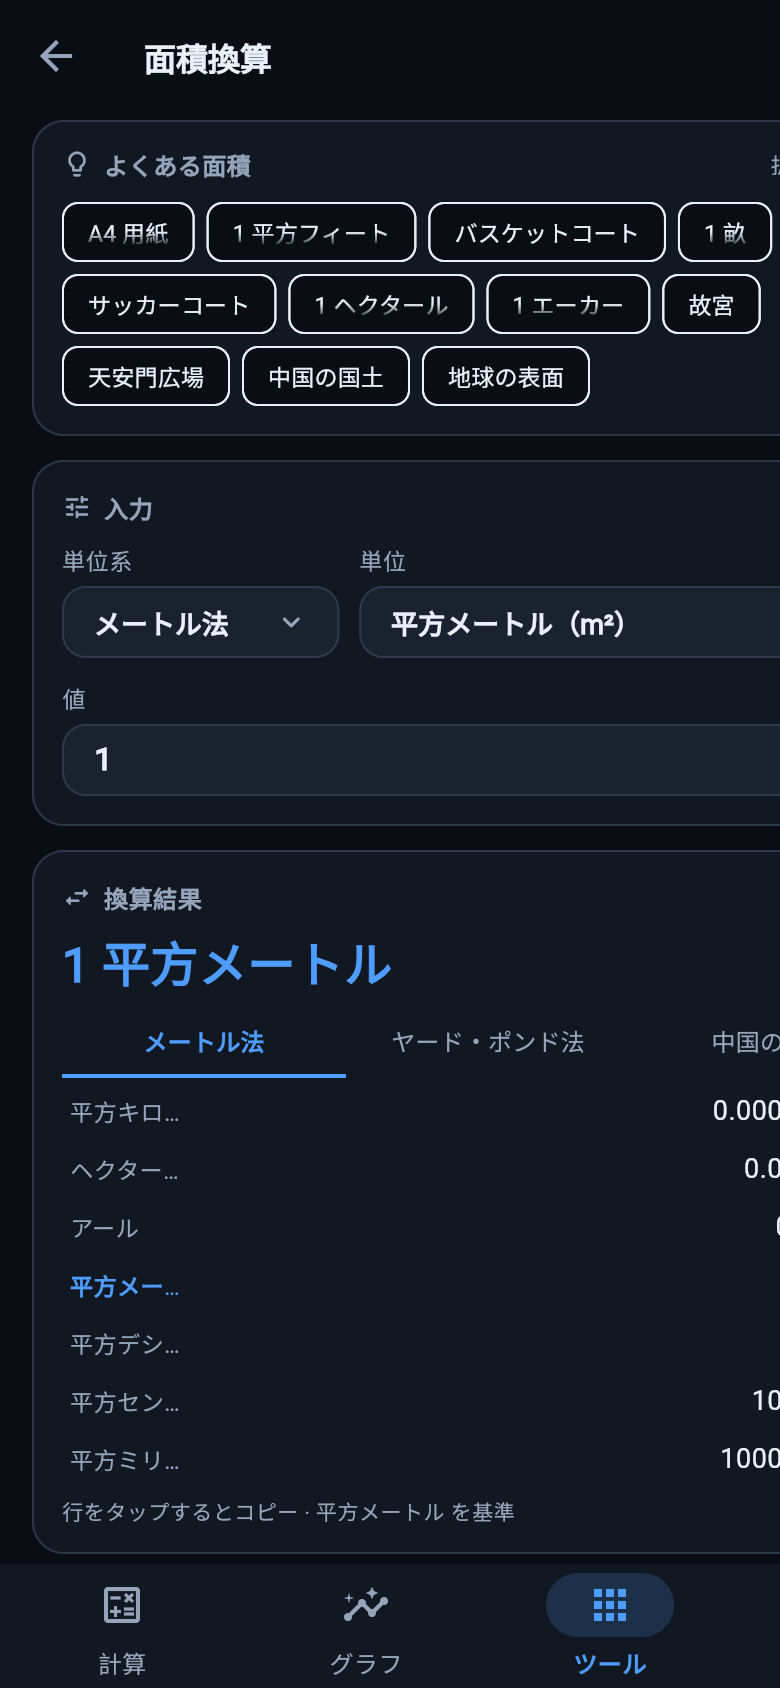 面積換算
よくある面積
A4 用紙 1 平方フィート バスケットコート 1 畝
サッカーコート 1 ヘクタール 1 エーカー 故宮
天安門広場 中国の国土 地球の表面
入力
単位系 単位
メートル法 平方メートル（m²）
値
1
換算結果
1 平方メートル
メートル法 ヤード・ポンド法 中国の
平方キロ... 0.000
ヘクター... 0.0
アール
平方メー...
平方デシ...
平方セン... 10
平方ミリ... 1000
行をタップするとコピー · 平方メートル を基準
計算 グラフ ツール